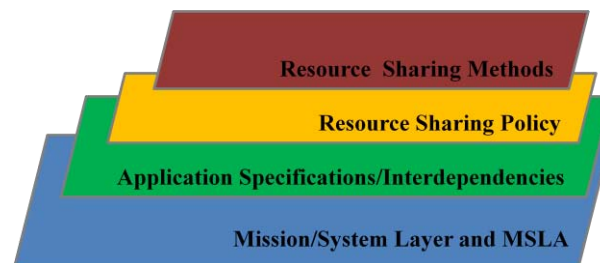 Resource Sharing Methods
Resource Sharing Policy
Application Specifications/Interdependencies
Mission/System Layer and MSLA